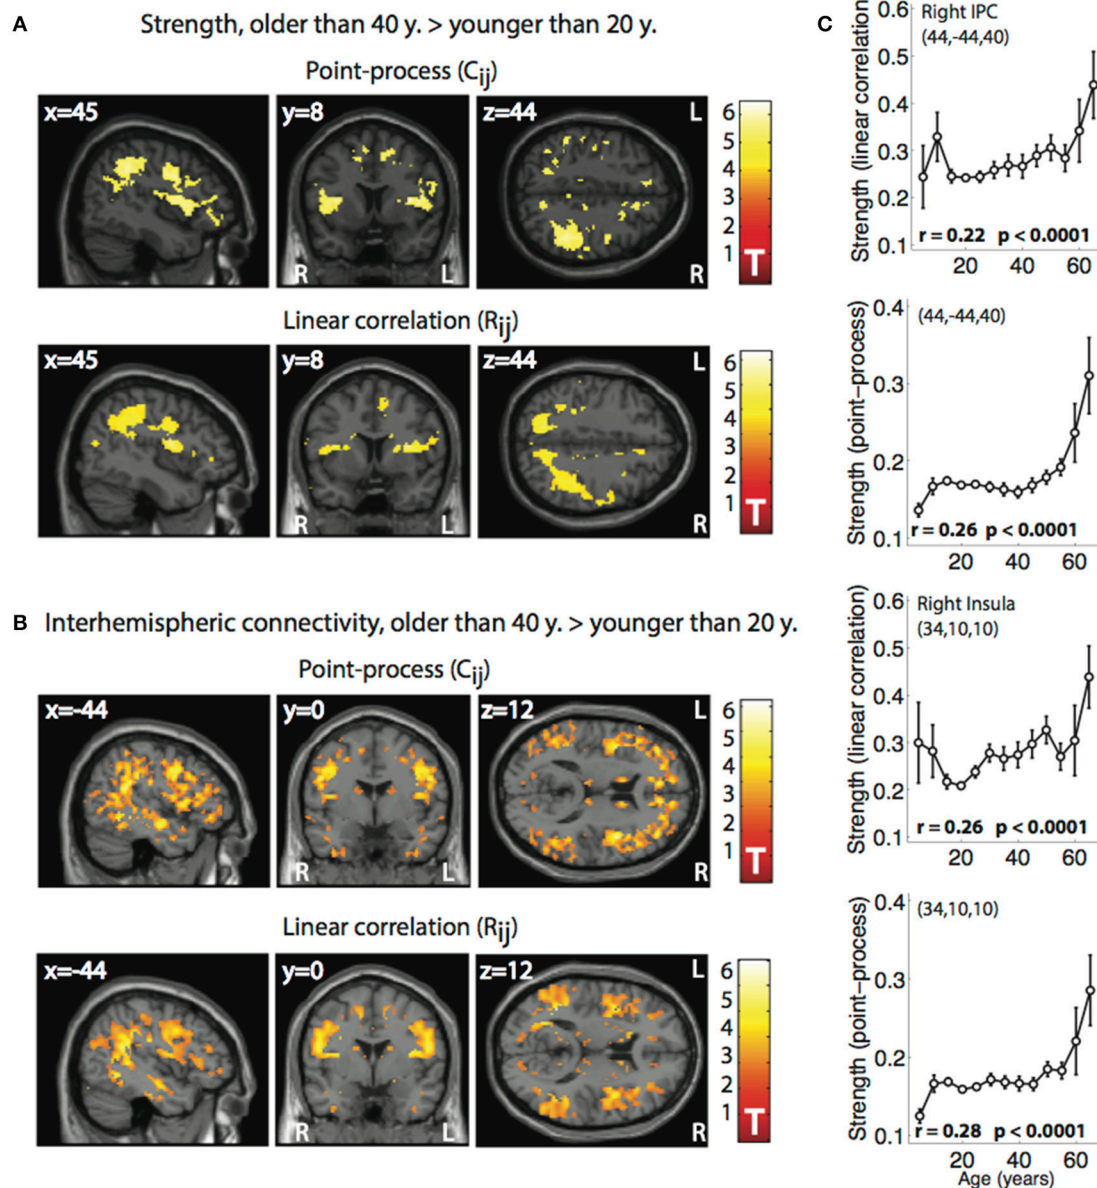 A
Strength, older than 40 y. > younger than 20 y.
Point-process (Cij)
x=45
y=8
z=44
L
R
L
R
6
5
4
3
2
1
T
Linear correlation (Rij)
x=45
y=8
z=44
L
R
L
R
6
5
4
3
2
1
T
B
Interhemispheric connectivity, older than 40 y. > younger than 20 y.
Point-process (Cij)
x=-44
y=0
z=12
L
R
L
R
6
5
4
3
2
1
T
Linear correlation (Rij)
x=-44
y=0
z=12
L
R
L
R
6
5
4
3
2
1
T
C
Strength (linear correlation)
0.6
0.5
0.4
0.3
0.2
0.1
Right IPC
(44,-44,40)
r = 0.22 p < 0.0001
20 40 60
Strength (point-process)
0.4
0.3
0.2
0.1
(44,-44,40)
r = 0.26 p < 0.0001
20 40 60
Strength (linear correlation)
0.6
0.5
0.4
0.3
0.2
0.1
Right Insula
(34,10,10)
r = 0.26 p < 0.0001
Strength (point-process)
0.4
0.3
0.2
0.1
(34,10,10)
r = 0.28 p < 0.0001
20 40 60
Age (years)